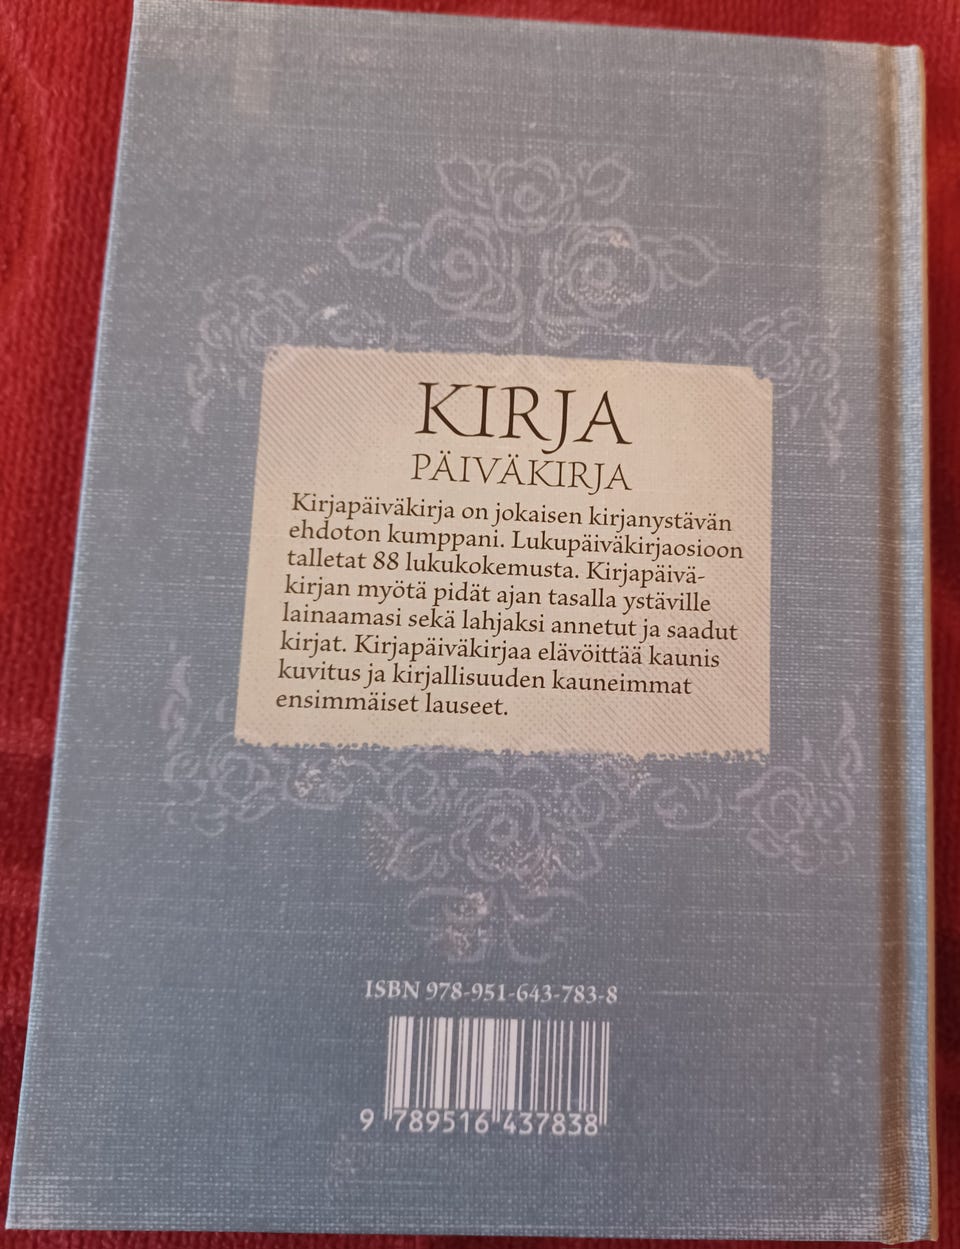 KIRJA
PÄIVÄKIRJA
Kirjapäiväkirja on jokaisen kirjanystävän
ehdoton kumppani. Lukupäiväkirjaosioon
talletat 88 lukukokemusta. Kirjapäivä-
kirjan myötä pidät ajan tasalla ystäville
lainaamasi sekä lahjaksi annetut ja saadut
kirjat. Kirjapäiväkirjaa elävöittää kaunis
kuvitus ja kirjallisuuden kauneimmat
ensimmäiset lauseet.
ISBN 978-951-643-783-8
9 789516 437838